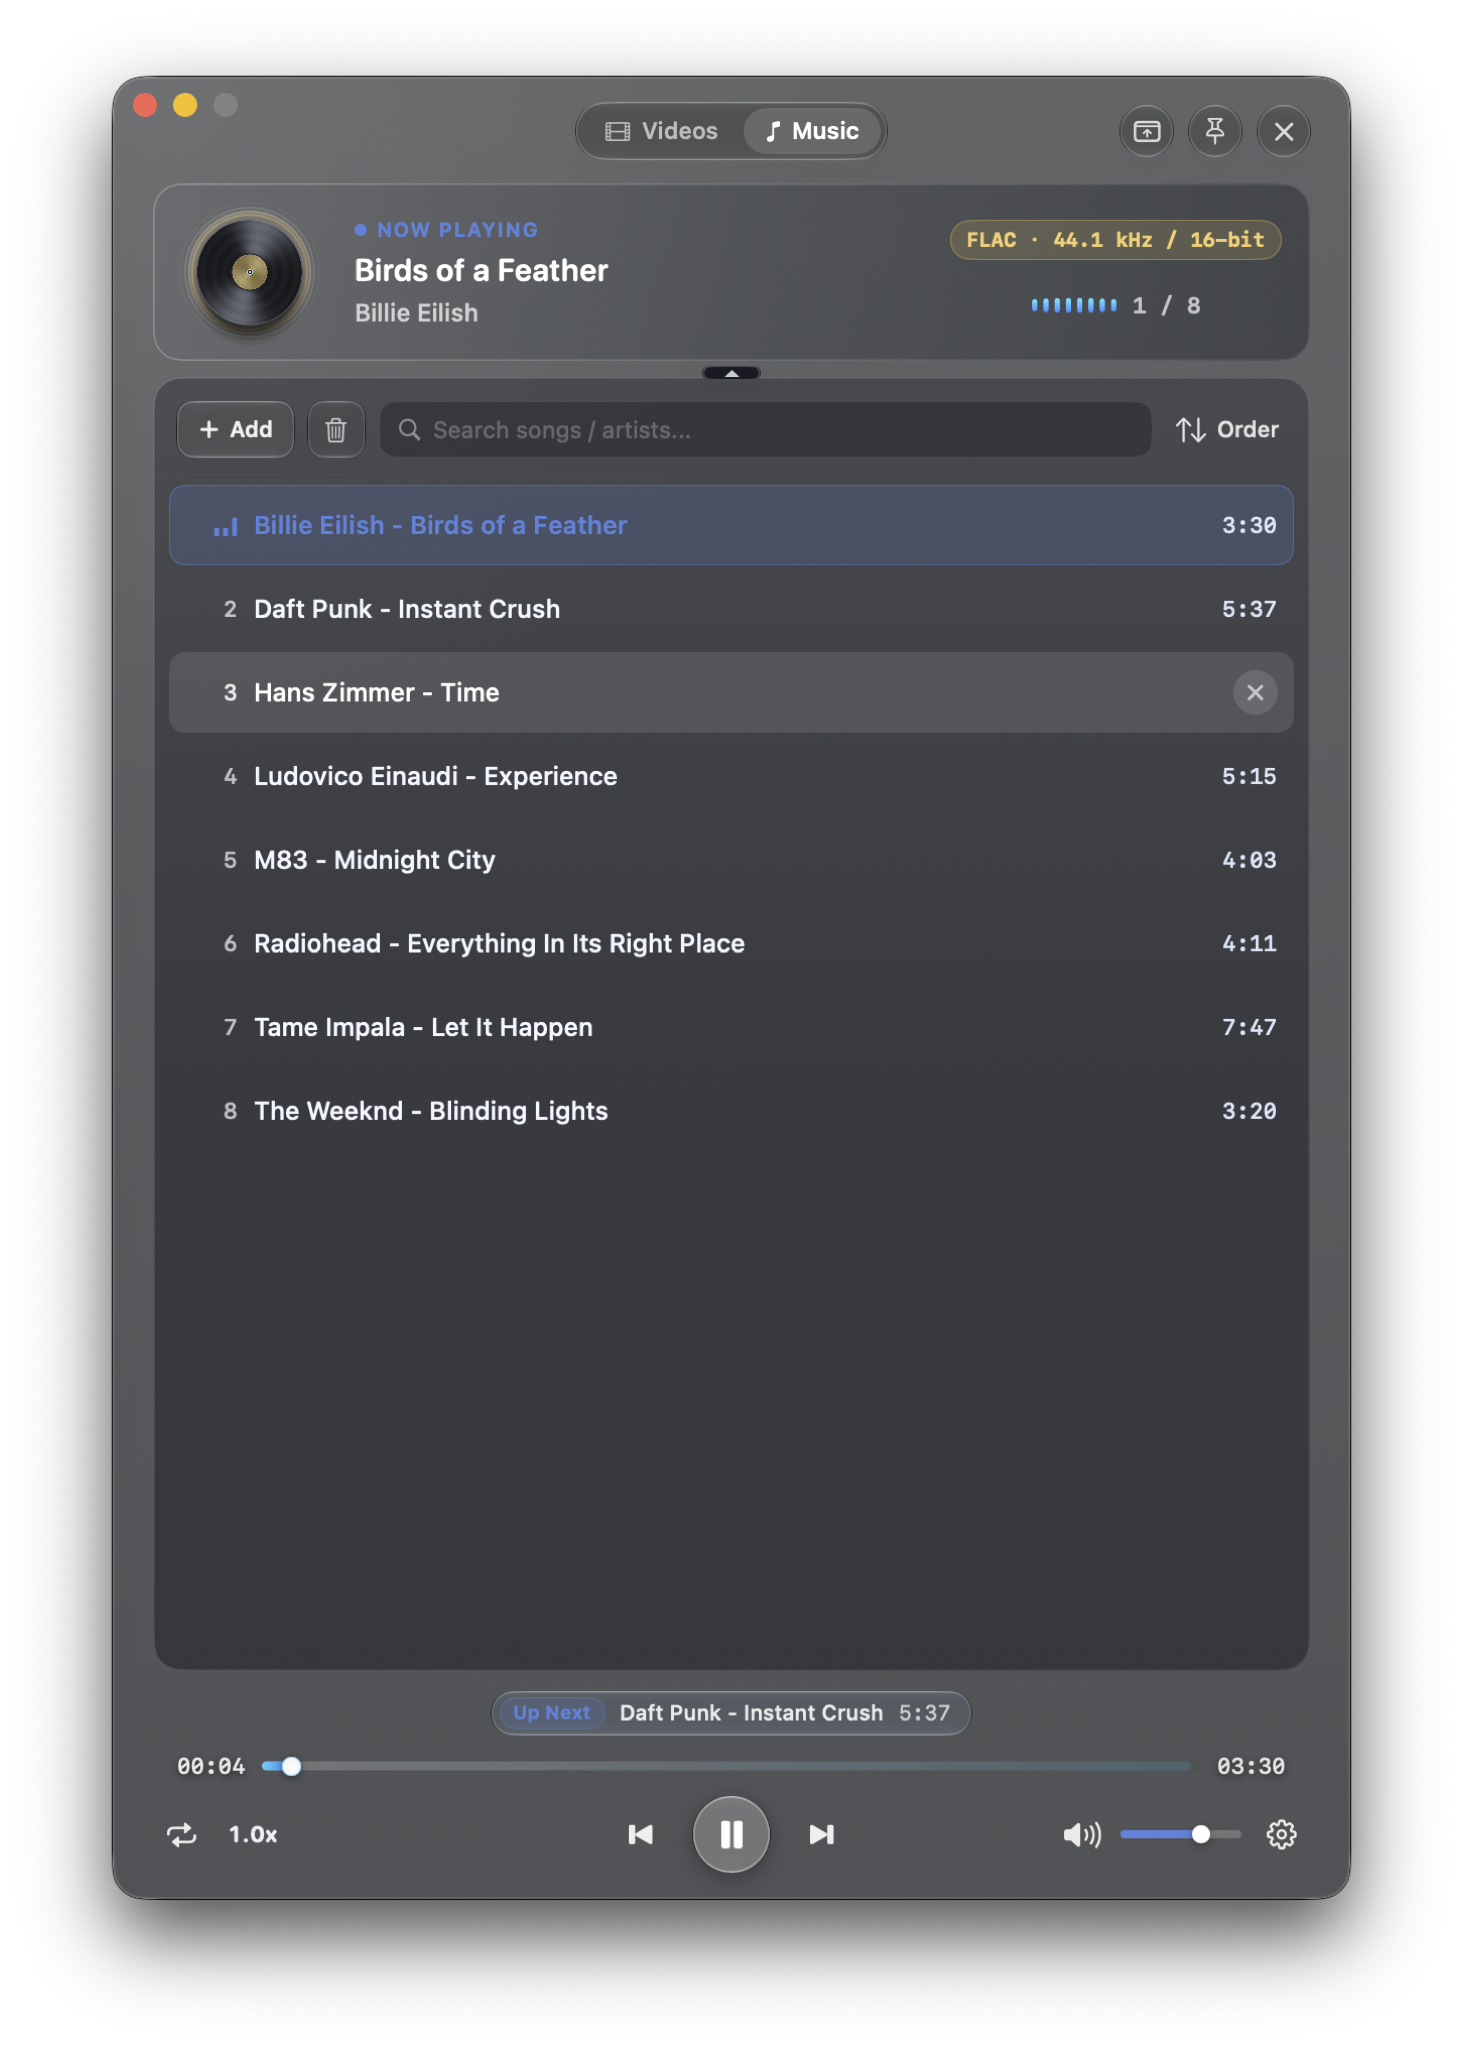 Videos
Music
NOW PLAYING
Birds of a Feather
Billie Eilish
FLAC · 44.1 kHz / 16-bit
1 / 8
+ Add
Search songs / artists...
Order
Billie Eilish - Birds of a Feather 3:30
2 Daft Punk - Instant Crush 5:37
3 Hans Zimmer - Time
4 Ludovico Einaudi - Experience 5:15
5 M83 - Midnight City 4:03
6 Radiohead - Everything In Its Right Place 4:11
7 Tame Impala - Let It Happen 7:47
8 The Weeknd - Blinding Lights 3:20
Up Next Daft Punk - Instant Crush 5:37
00:04 03:30
1.0x